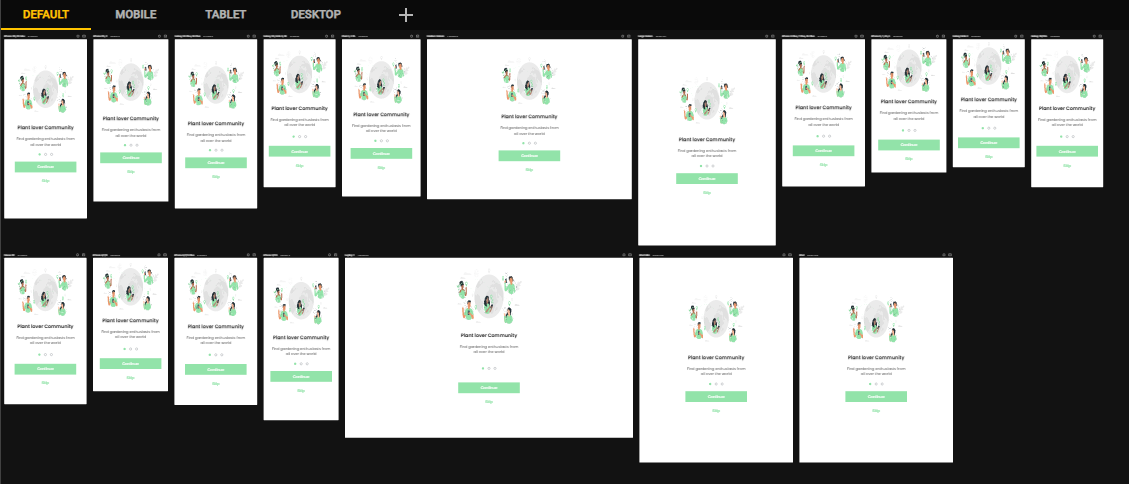 DEFAULT MOBILE TABLET DESKTOP
Plant lover Community
Find gardening enthusiasts from
all over the world
Continue
Skip
Plant lover Community
Find gardening enthusiasts from
all over the world
Continue
Skip
Plant lover Community
Find gardening enthusiasts from
all over the world
Continue
Skip
Plant lover Community
Find gardening enthusiasts from
all over the world
Continue
Skip
Plant lover Community
Find gardening enthusiasts from
all over the world
Continue
Skip
Plant lover Community
Find gardening enthusiasts from
all over the world
Continue
Skip
Plant lover Community
Find gardening enthusiasts from
all over the world
Continue
Skip
Plant lover Community
Find gardening enthusiasts from
all over the world
Continue
Skip
Plant lover Community
Find gardening enthusiasts from
all over the world
Continue
Skip
Plant lover Community
Find gardening enthusiasts from
all over the world
Continue
Skip
Plant lover Community
Find gardening enthusiasts from
all over the world
Continue
Skip
Plant lover Community
Find gardening enthusiasts from
all over the world
Continue
Skip
Plant lover Community
Find gardening enthusiasts from
all over the world
Continue
Skip
Plant lover Community
Find gardening enthusiasts from
all over the world
Continue
Skip
Plant lover Community
Find gardening enthusiasts from
all over the world
Continue
Skip
Plant lover Community
Find gardening enthusiasts from
all over the world
Continue
Skip
Plant lover Community
Find gardening enthusiasts from
all over the world
Continue
Skip
Plant lover Community
Find gardening enthusiasts from
all over the world
Continue
Skip